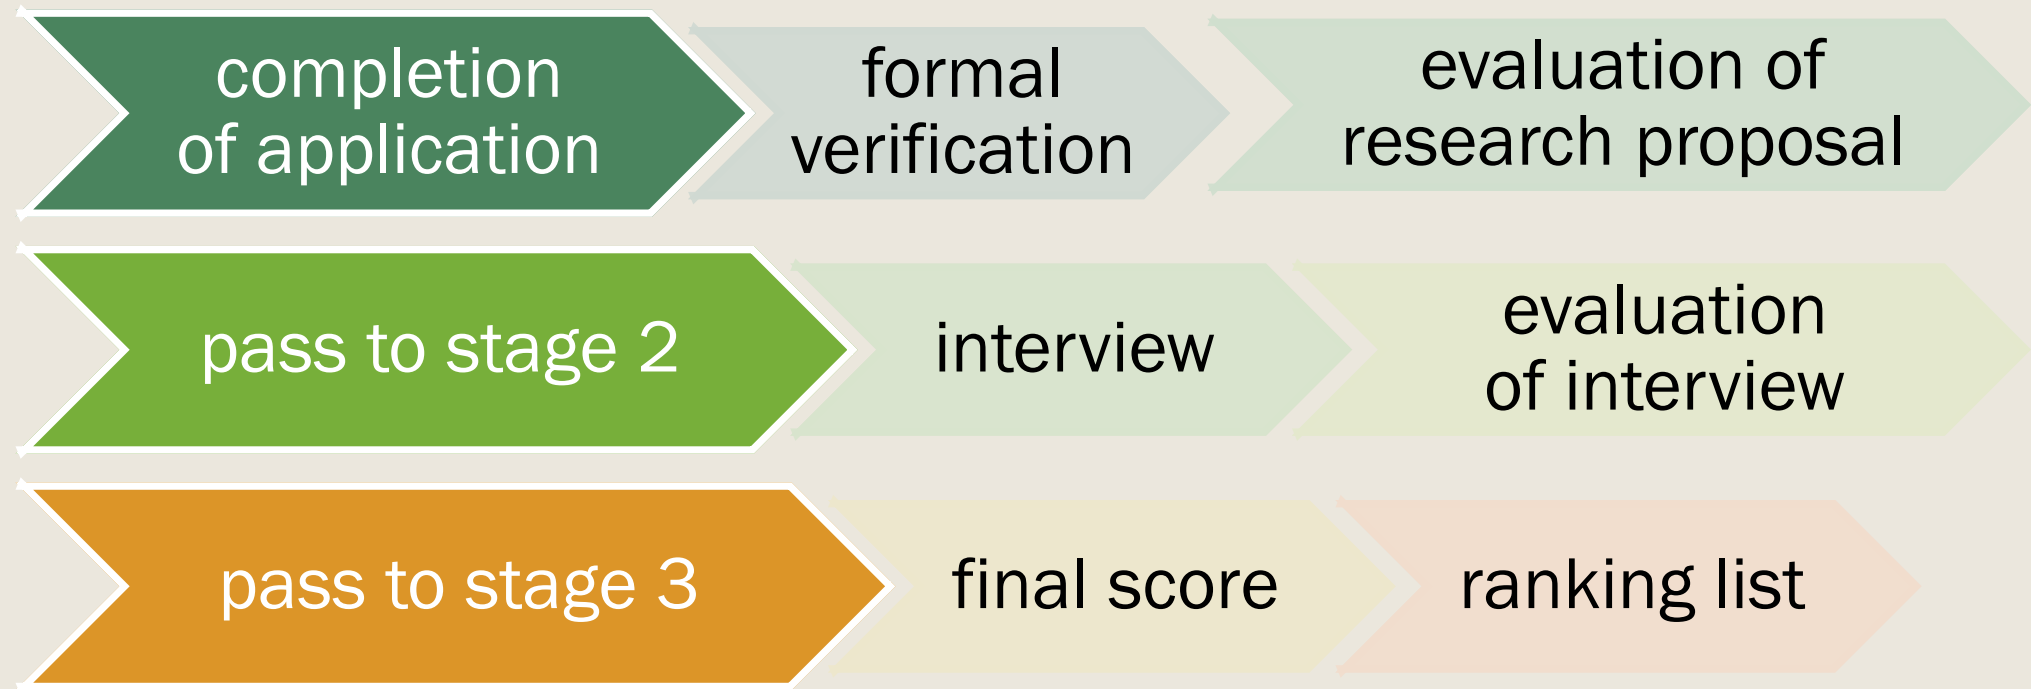 completion
of application
formal
verification
evaluation of
research proposal
pass to stage 2
interview
evaluation
of interview
pass to stage 3
final score
ranking list